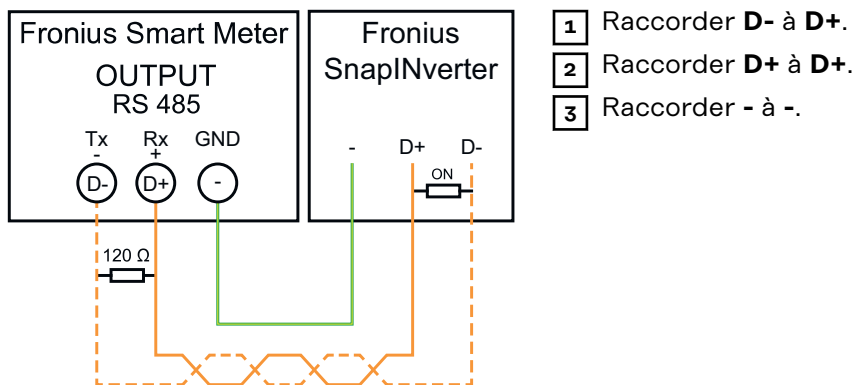 Fronius Smart Meter
OUTPUT
RS 485
Tx Rx GND
- +
D- D+ -
120 Ω
Fronius
SnapINverter
- D+ D-
ON
1 Raccorder D- à D+.
2 Raccorder D+ à D+.
3 Raccorder - à -.